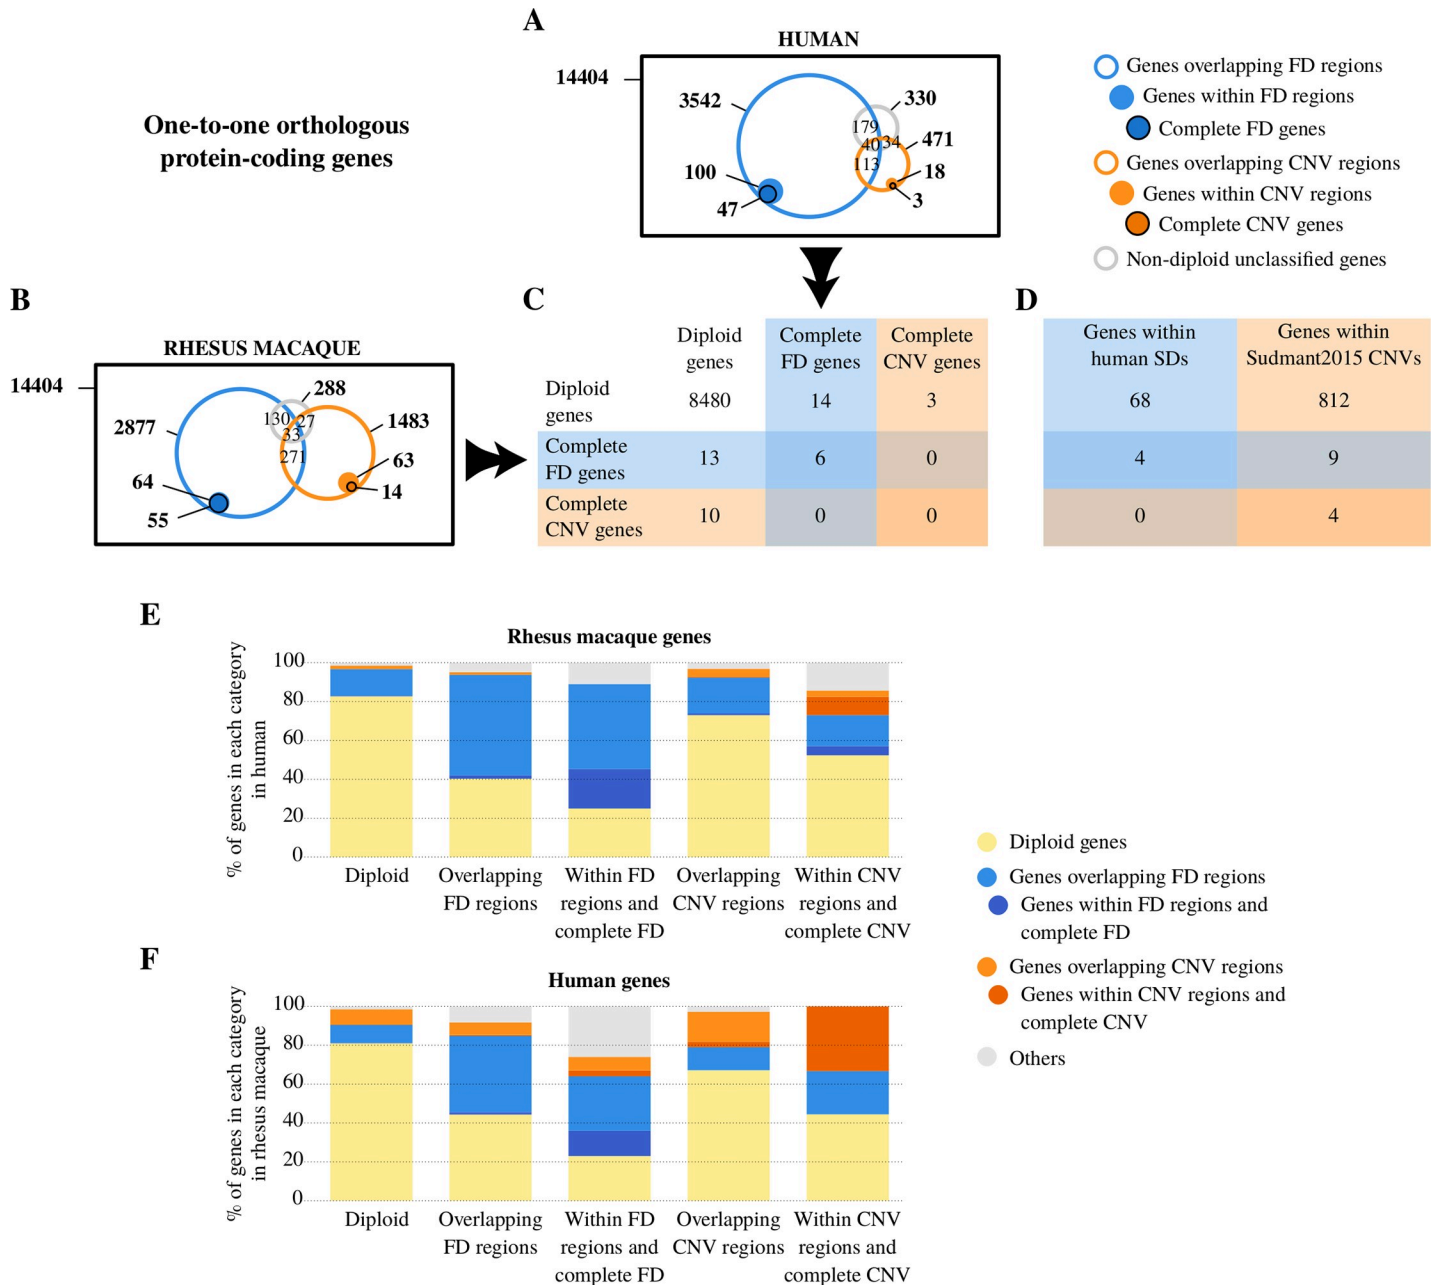 A
HUMAN
14404
3542
330
179
40
34
471
113
100
18
47
3
One-to-one orthologous
protein-coding genes
Genes overlapping FD regions
Genes within FD regions
Complete FD genes
Genes overlapping CNV regions
Genes within CNV regions
Complete CNV genes
Non-diploid unclassified genes
B
RHESUS MACAQUE
14404
288
2877
130
27
33
1483
271
63
64
14
55
C
Diploid
genes
Complete
FD genes
Complete
CNV genes
Diploid
genes
8480
14
3
Complete
FD genes
13
6
0
Complete
CNV genes
10
0
0
D
Genes within
human SDs
Genes within
Sudmant2015 CNVs
68
812
4
9
0
4
E
Rhesus macaque genes
% of genes in each category
in human
100
80
60
40
20
0
Diploid
Overlapping
FD regions
Within FD
regions and
complete FD
Overlapping
CNV regions
Within CNV
regions and
complete CNV
Diploid genes
Genes overlapping FD regions
Genes within FD regions and
complete FD
Genes overlapping CNV regions
Genes within CNV regions and
complete CNV
Others
F
Human genes
% of genes in each category
in rhesus macaque
100
80
60
40
20
0
Diploid
Overlapping
FD regions
Within FD
regions and
complete FD
Overlapping
CNV regions
Within CNV
regions and
complete CNV